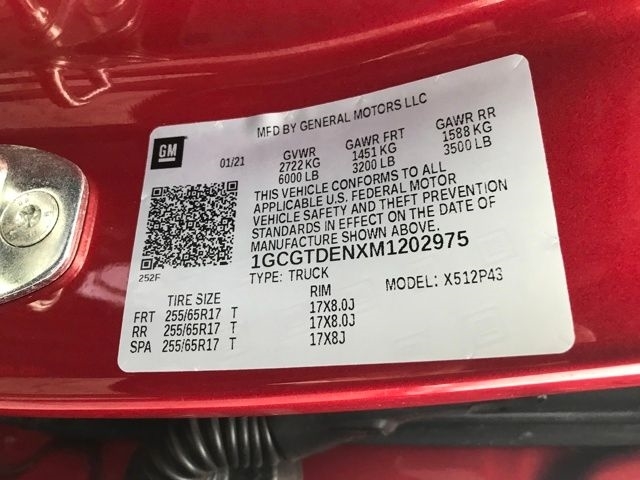 MFD BY GENERAL MOTORS LLC
GM
01/21 GVWR GAWR FRT GAWR RR
2722 KG 1451 KG 1588 KG
6000 LB 3200 LB 3500 LB
THIS VEHICLE CONFORMS TO ALL
APPLICABLE U.S. FEDERAL MOTOR
VEHICLE SAFETY AND THEFT PREVENTION
STANDARDS IN EFFECT ON THE DATE OF
MANUFACTURE SHOWN ABOVE.
1GCGTDENXM1202975
252F
TYPE: TRUCK MODEL: X512P43
TIRE SIZE RIM
FRT 255/65R17 T 17X8.0J
RR 255/65R17 T 17X8.0J
SPA 255/65R17 T 17X8J